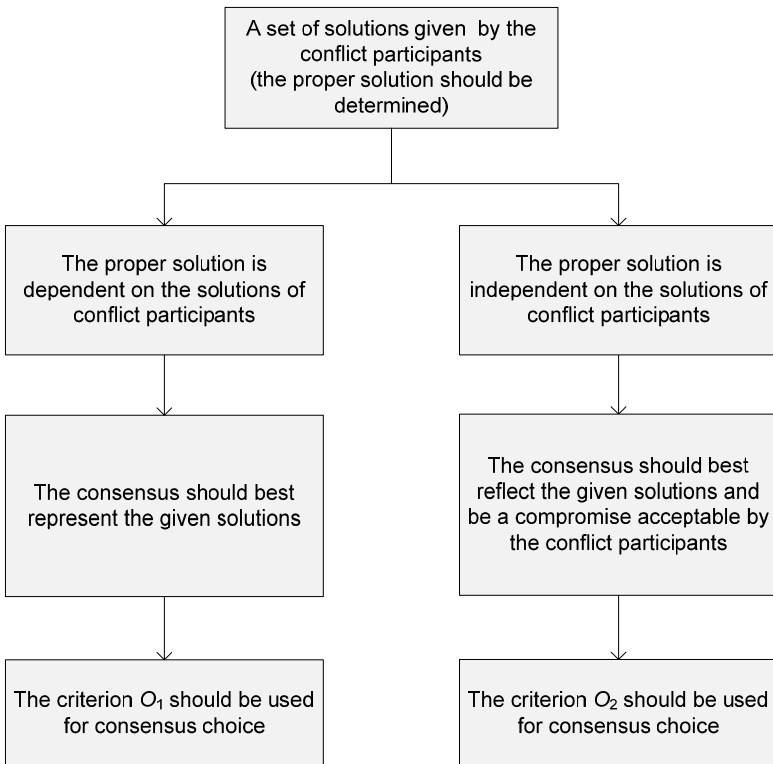 A set of solutions given by the
conflict participants
(the proper solution should be
determined)
The proper solution is
dependent on the solutions of
conflict participants
The proper solution is
independent on the solutions of
conflict participants
The consensus should best
represent the given solutions
The consensus should best
reflect the given solutions and
be a compromise acceptable by
the conflict participants
The criterion O₁ should be used
for consensus choice
The criterion O₂ should be used
for consensus choice